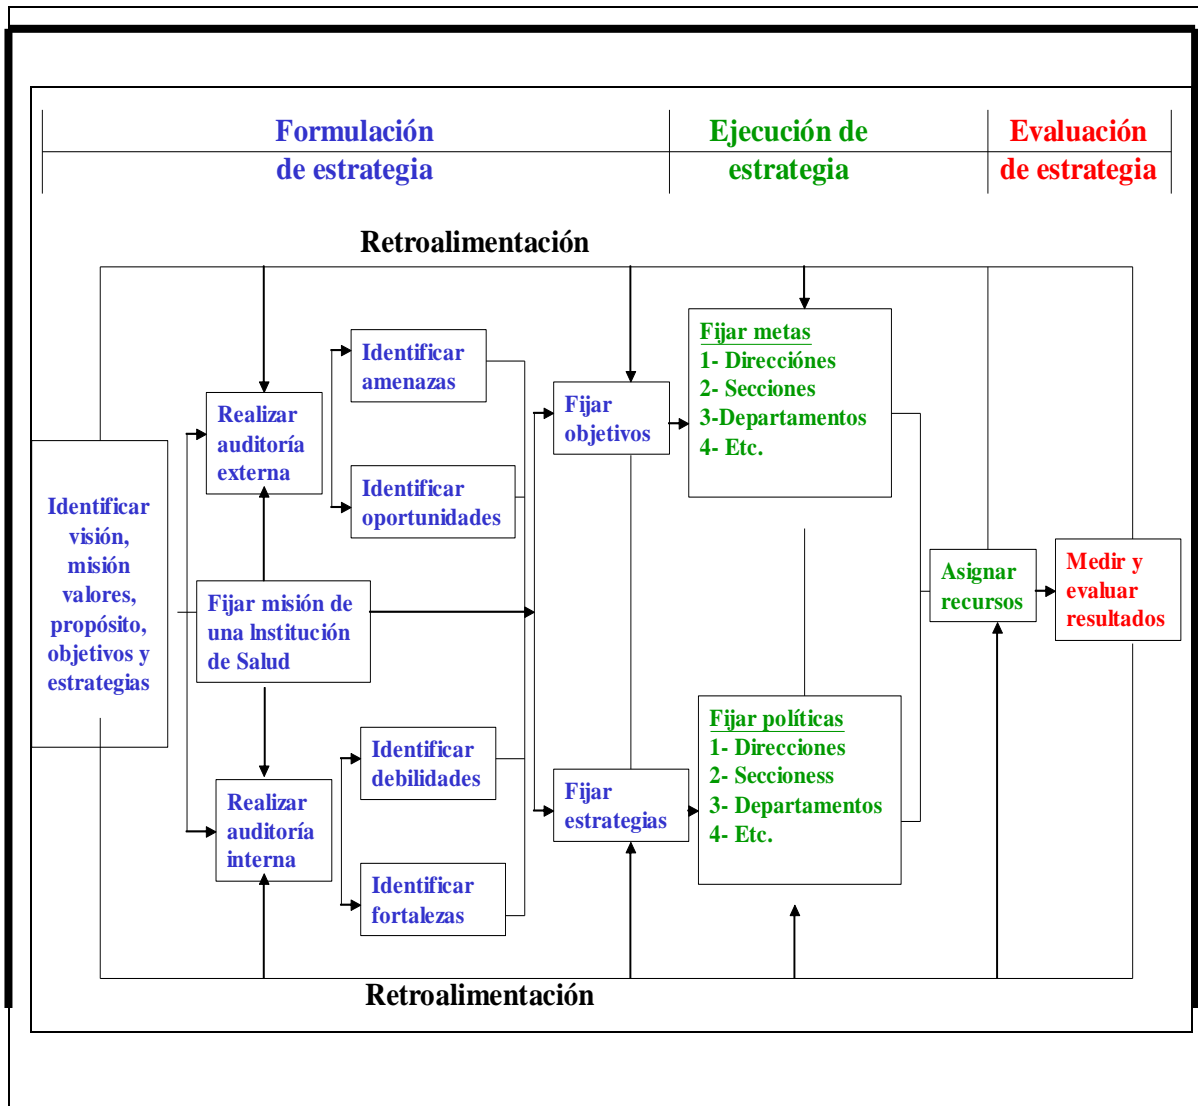 Formulación
de estrategia
Ejecución de
estrategia
Evaluación
de estrategia
Retroalimentación
Identificar
visión,
misión
valores,
propósito,
objetivos y
estrategias
Realizar
auditoría
externa
Identificar
amenazas
Identificar
oportunidades
Fijar misión de
una Institución
de Salud
Realizar
auditoría
interna
Identificar
debilidades
Identificar
fortalezas
Fijar
objetivos
Fijar
estrategias
Fijar metas
1- Direcciónes
2- Secciones
3-Departamentos
4- Etc.
Fijar políticas
1- Direcciones
2- Seccioness
3- Departamentos
4- Etc.
Asignar
recursos
Medir y
evaluar
resultados
Retroalimentación